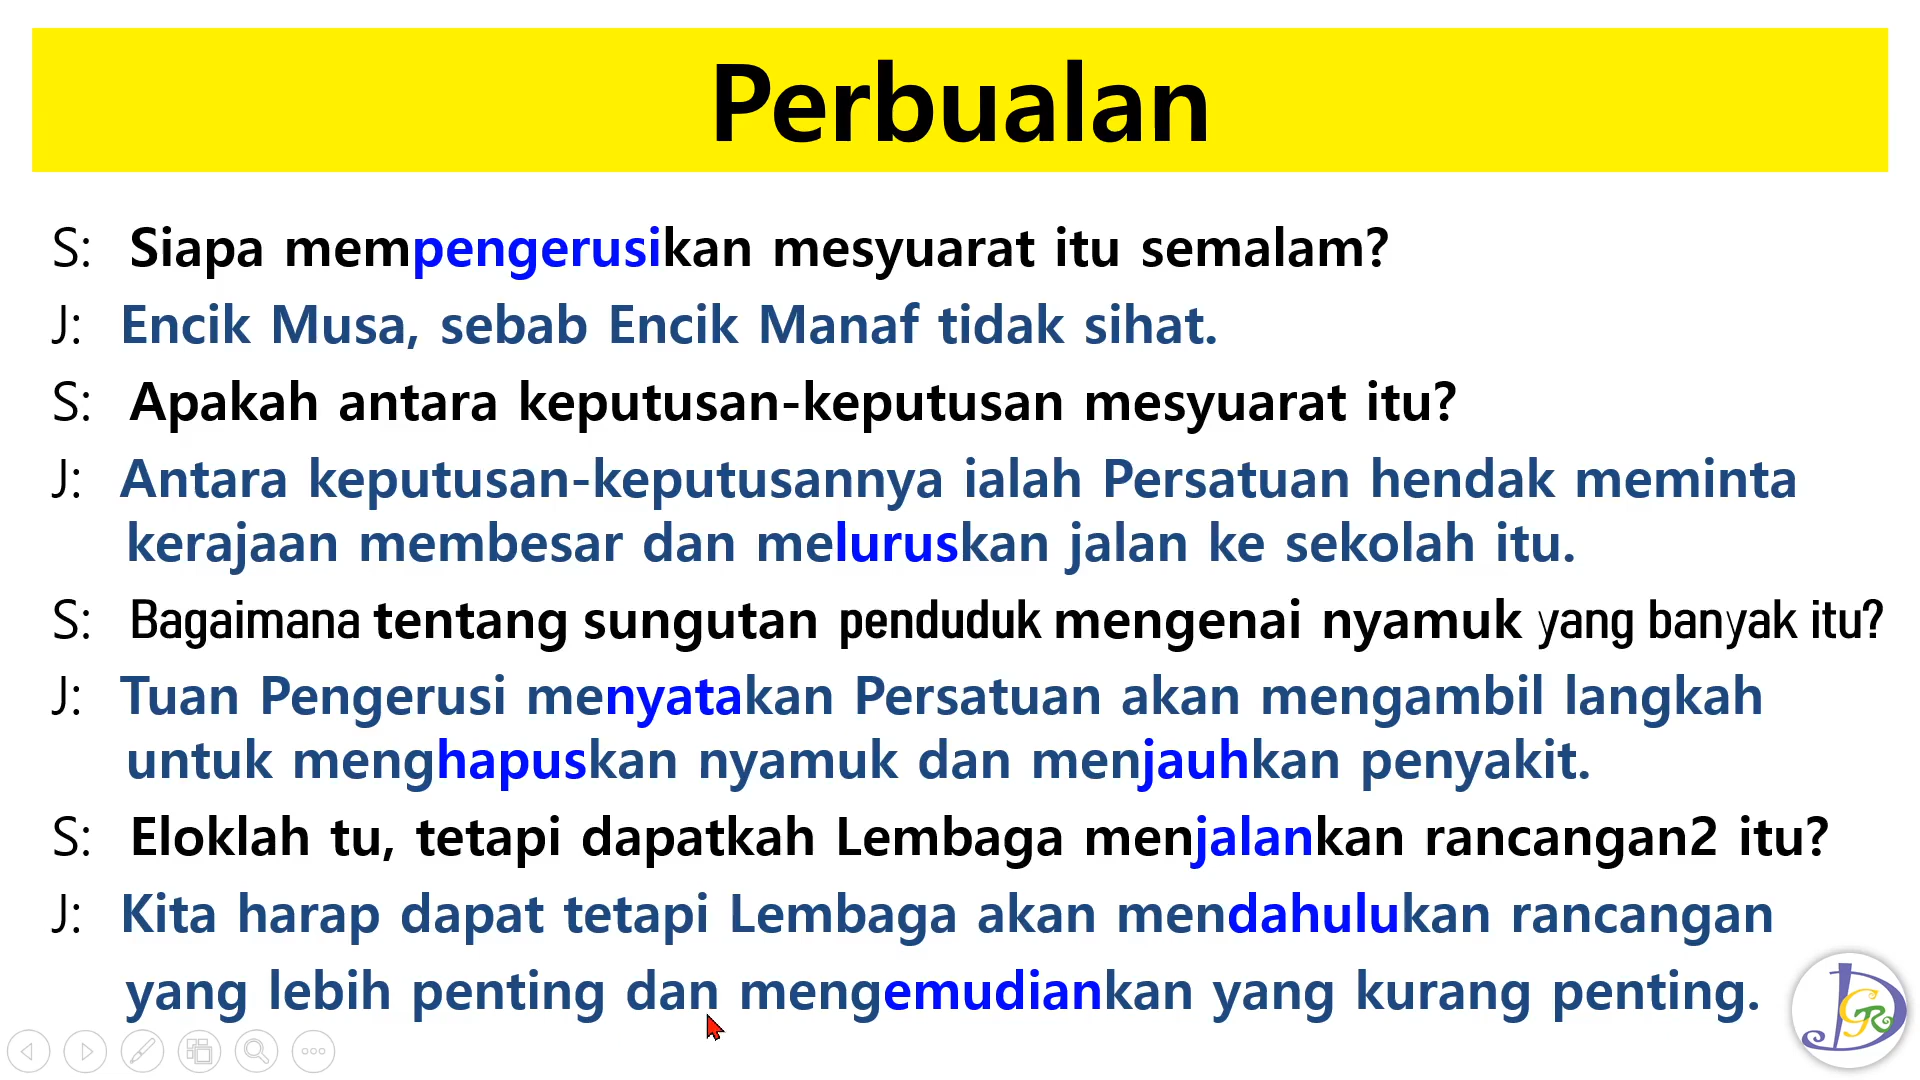 Perbualan
S: Siapa mempengerusikan mesyuarat itu semalam?
J: Encik Musa, sebab Encik Manaf tidak sihat.
S: Apakah antara keputusan-keputusan mesyuarat itu?
J: Antara keputusan-keputusannya ialah Persatuan hendak meminta
kerajaan membesar dan meluruskan jalan ke sekolah itu.
S: Bagaimana tentang sungutan penduduk mengenai nyamuk yang banyak itu?
J: Tuan Pengerusi menyatakan Persatuan akan mengambil langkah
untuk menghapuskan nyamuk dan menjauhkan penyakit.
S: Eloklah tu, tetapi dapatkah Lembaga menjalankan rancangan2 itu?
J: Kita harap dapat tetapi Lembaga akan mendahulukan rancangan
yang lebih penting dan mengemudiankan yang kurang penting.